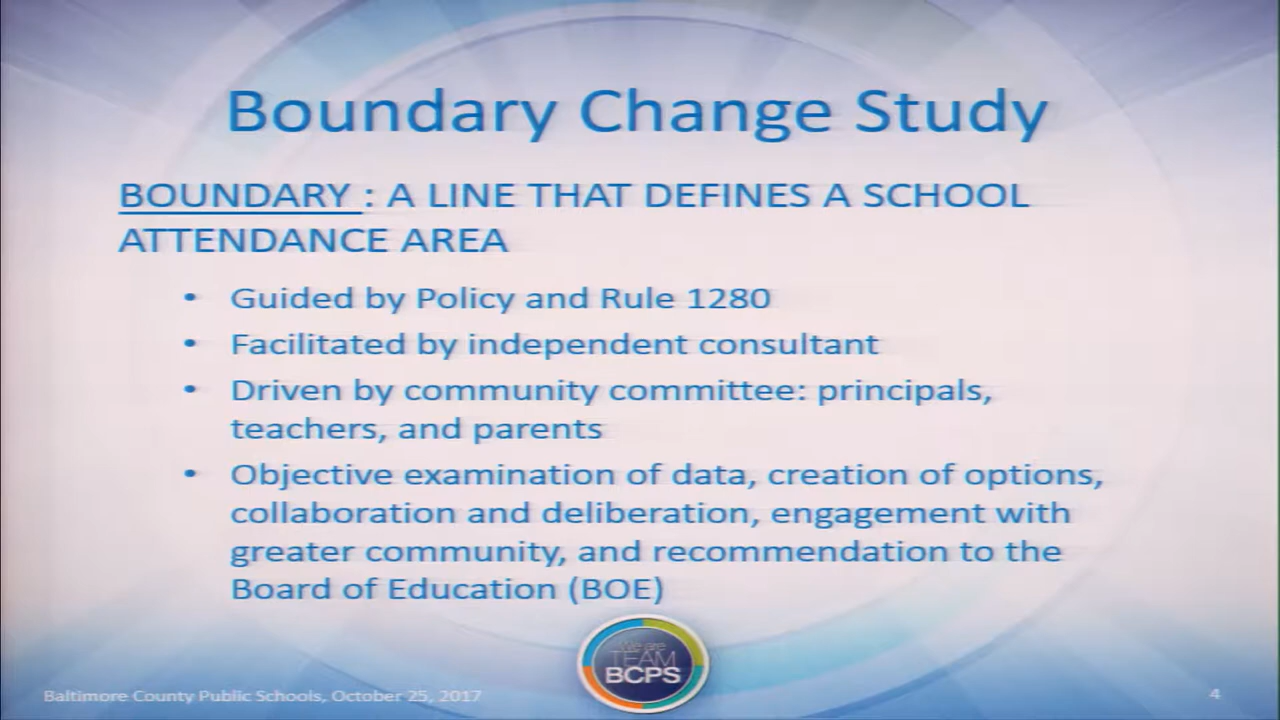 Boundary Change Study
BOUNDARY : A LINE THAT DEFINES A SCHOOL
ATTENDANCE AREA
• Guided by Policy and Rule 1280
• Facilitated by independent consultant
• Driven by community committee: principals,
teachers, and parents
• Objective examination of data, creation of options,
collaboration and deliberation, engagement with
greater community, and recommendation to the
Board of Education (BOE)
We are
TEAM
BCPS
Baltimore County Public Schools, October 25, 2017
4